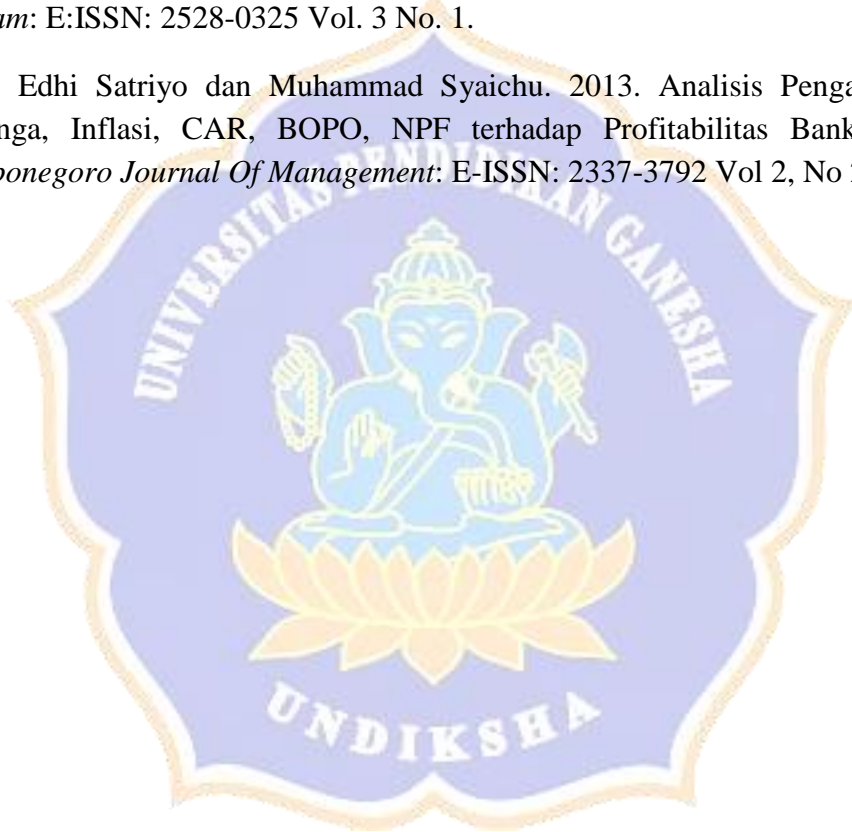 am: E:ISSN: 2528-0325 Vol. 3 No. 1.
Edhi Satriyo dan Muhammad Syaichu. 2013. Analisis Penga
nga, Inflasi, CAR, BOPO, NPF terhadap Profitabilitas Bank
ponegoro Journal Of Management: E-ISSN: 2337-3792 Vol 2, No
UNIVERSITAS PENDIDIKAN GANESHA
UNDIKSHA